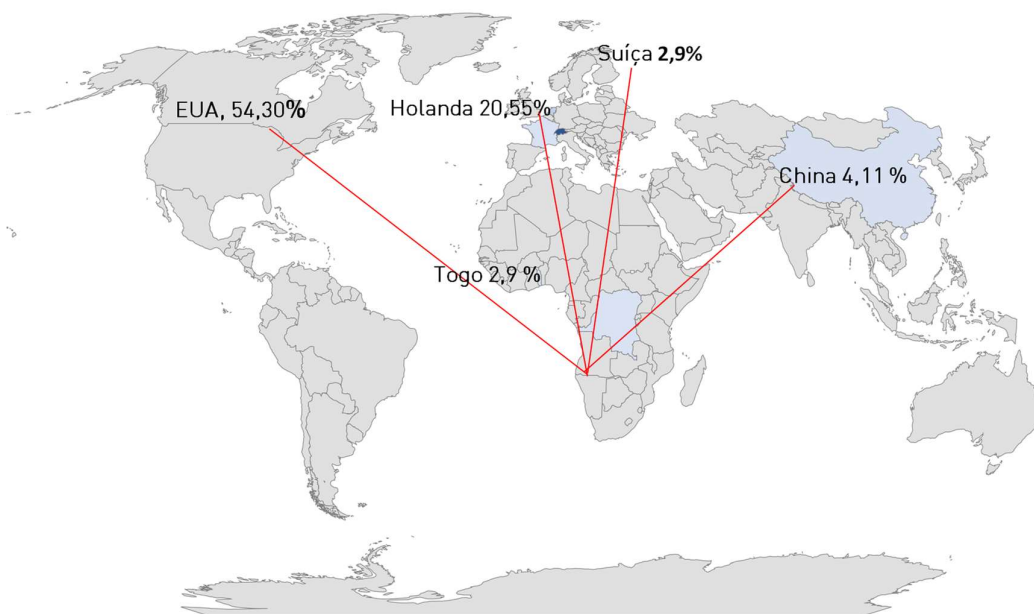 Suíça 2,9%
EUA, 54,30%
Holanda 20,55%
China 4,11 %
Togo 2,9 %